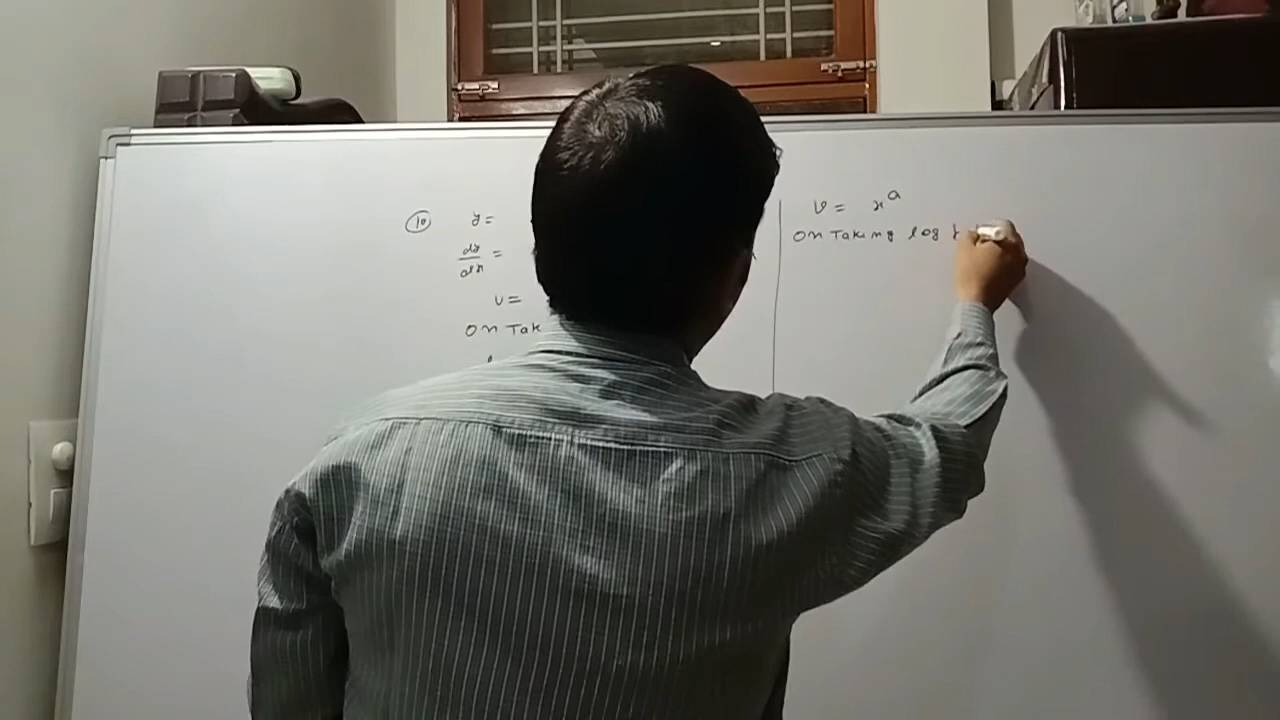 10 y =
dy/dx =
u =
On Tak
v = x^a
On Taking log